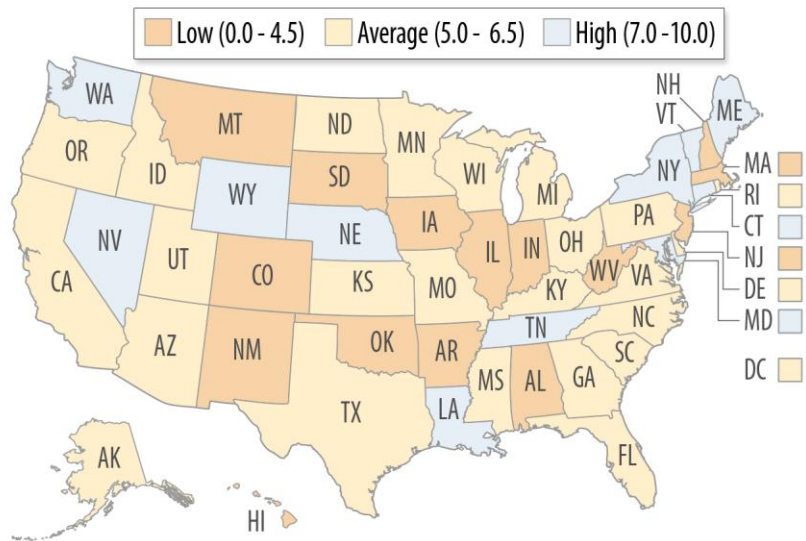 Low (0.0 - 4.5) Average (5.0 - 6.5) High (7.0 -10.0)
NH
WA
VT
ME
MT
ND
MN
OR
ID
SD
WI
NY
MA
WY
MI
RI
IA
PA
CT
NE
NV
IL
IN
OH
NJ
UT
CO
WV
VA
DE
CA
KS
MO
KY
MD
NC
TN
OK
AR
SC
AZ
NM
DC
MS
AL
GA
LA
TX
AK
FL
HI